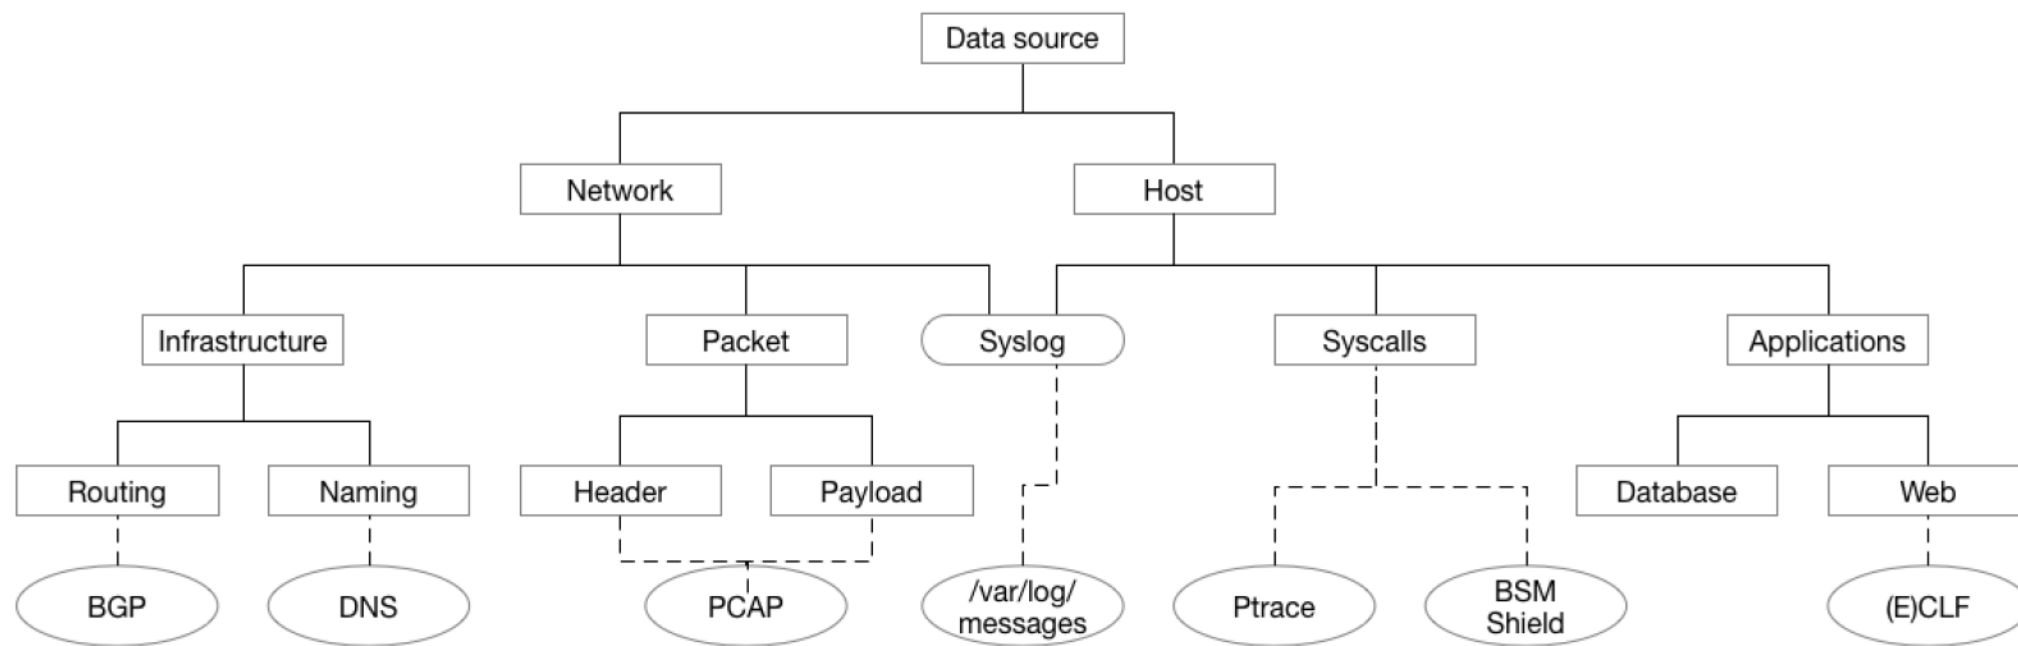 Data source
Network
Host
Infrastructure
Packet
Syslog
Syscalls
Applications
Routing
Naming
Header
Payload
Database
Web
BGP
DNS
PCAP
/var/log/
messages
Ptrace
BSM
Shield
(E)CLF